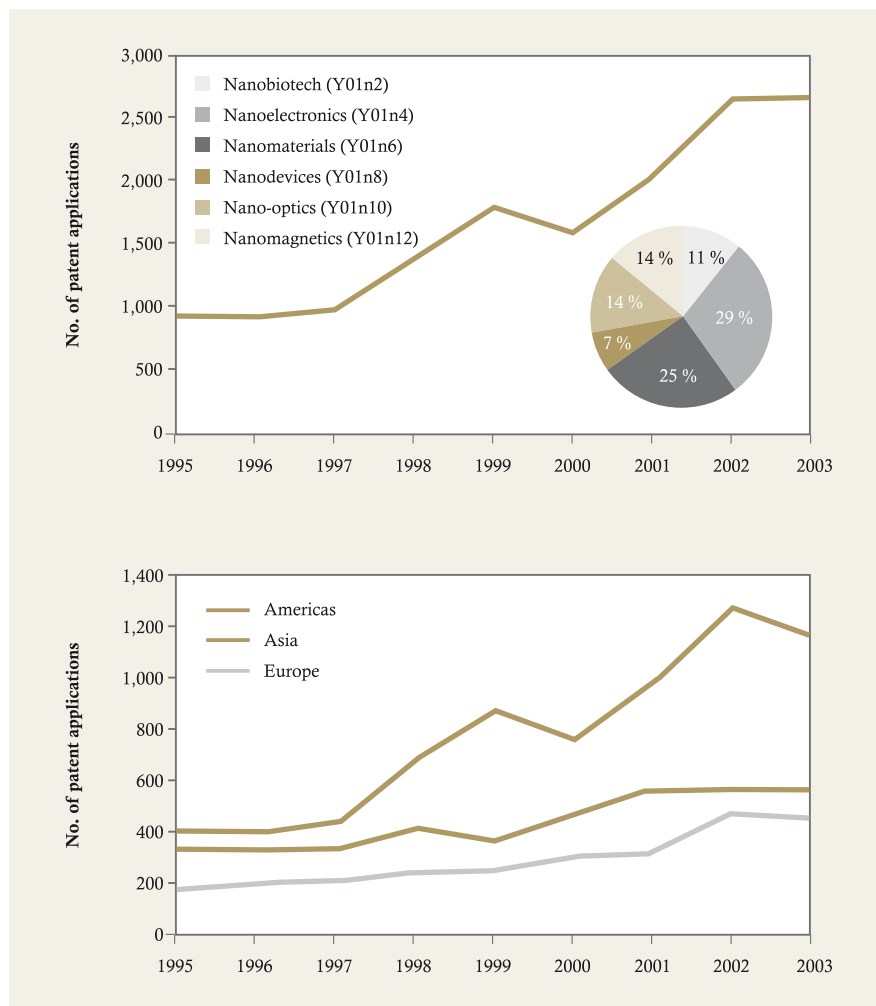 No. of patent applications
3,000
2,500
2,000
1,500
1,000
500
0
Nanobiotech (Y01n2)
Nanoelectronics (Y01n4)
Nanomaterials (Y01n6)
Nanodevices (Y01n8)
Nano-optics (Y01n10)
Nanomagnetics (Y01n12)
14 %
11 %
14 %
29 %
7 %
25 %
1995 1996 1997 1998 1999 2000 2001 2002 2003
No. of patent applications
1,400
1,200
1,000
800
600
400
200
0
Americas
Asia
Europe
1995 1996 1997 1998 1999 2000 2001 2002 2003